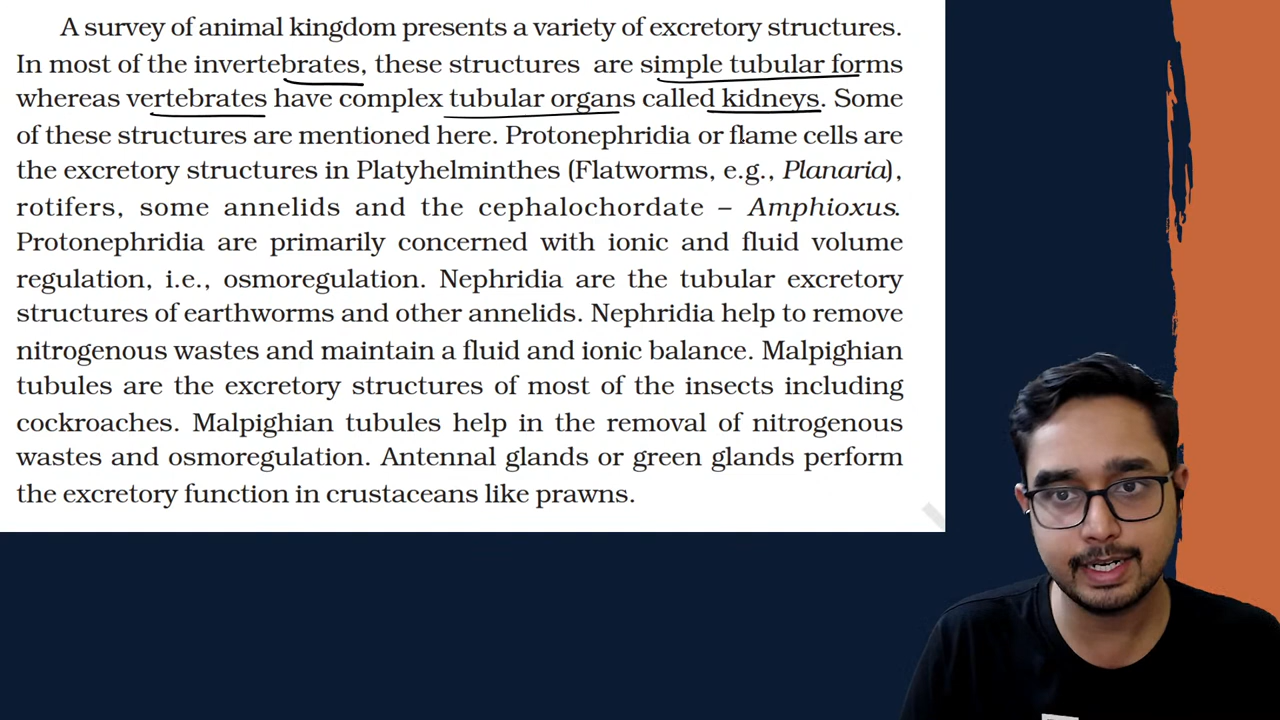 A survey of animal kingdom presents a variety of excretory structures.
In most of the invertebrates, these structures are simple tubular forms
whereas vertebrates have complex tubular organs called kidneys. Some
of these structures are mentioned here. Protonephridia or flame cells are
the excretory structures in Platyhelminthes (Flatworms, e.g., Planaria),
rotifers, some annelids and the cephalochordate – Amphioxus.
Protonephridia are primarily concerned with ionic and fluid volume
regulation, i.e., osmoregulation. Nephridia are the tubular excretory
structures of earthworms and other annelids. Nephridia help to remove
nitrogenous wastes and maintain a fluid and ionic balance. Malpighian
tubules are the excretory structures of most of the insects including
cockroaches. Malpighian tubules help in the removal of nitrogenous
wastes and osmoregulation. Antennal glands or green glands perform
the excretory function in crustaceans like prawns.